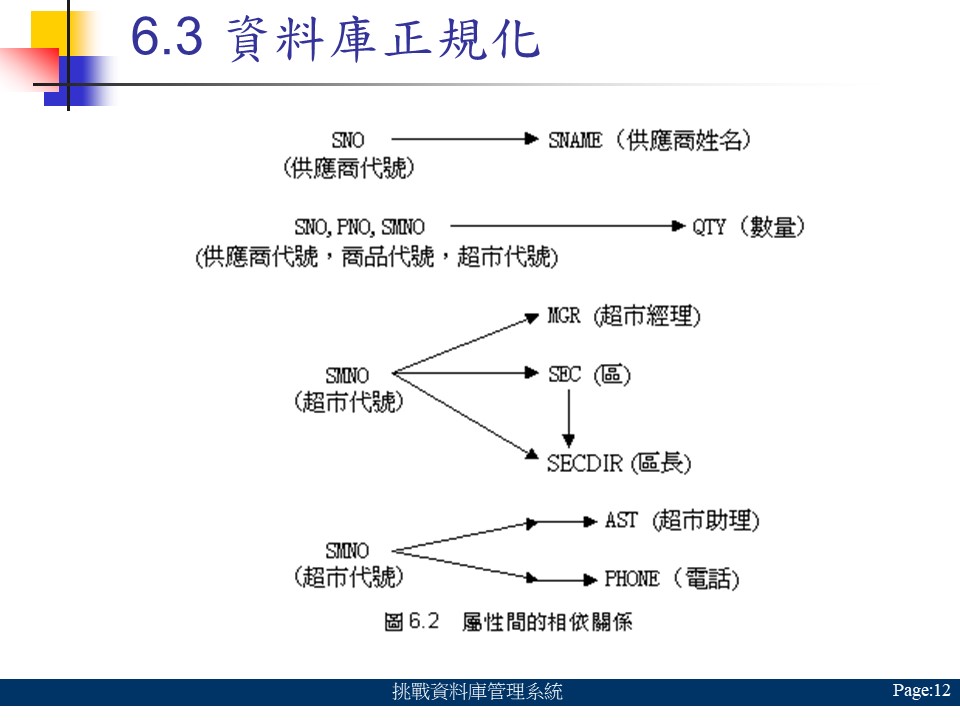 6.3 資料庫正規化
SNO SNAME（供應商姓名）
(供應商代號)
SNO,PNO,SMNO QTY（數量）
(供應商代號，商品代號，超市代號)
MGR (超市經理)
SMNO SEC (區)
(超市代號)
SECDIR (區長)
AST (超市助理)
SMNO
(超市代號) PHONE（電話)
圖6.2 屬性間的相依關係
挑戰資料庫管理系統 Page:12